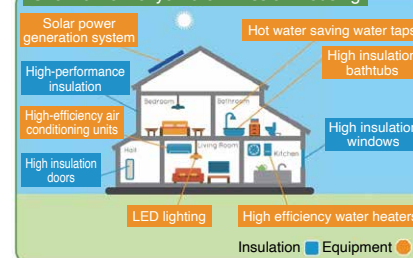 Solar power
generation system
Hot water saving water taps
High insulation
bathtubs
High-performance
insulation
Bedroom
Bathroom
High-efficiency air
conditioning units
High insulation
windows
Hall
Living Room
Kitchen
High insulation
doors
LED lighting
High efficiency water heaters
Insulation
Equipment